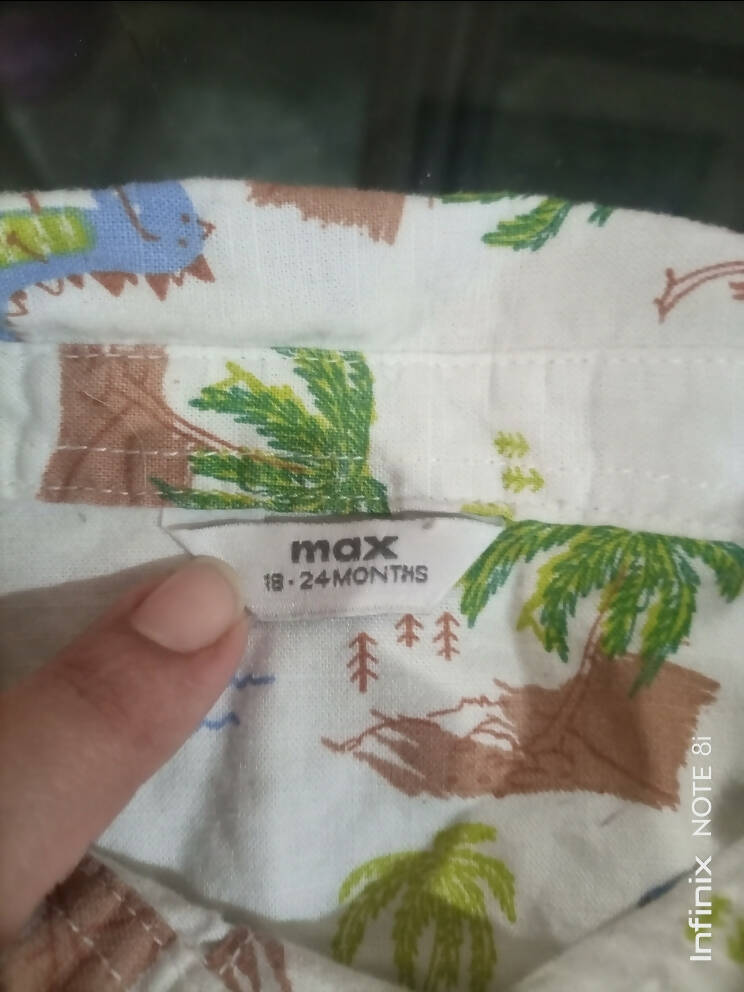 max
18-24MONTHS
Infinix NOTE 8i